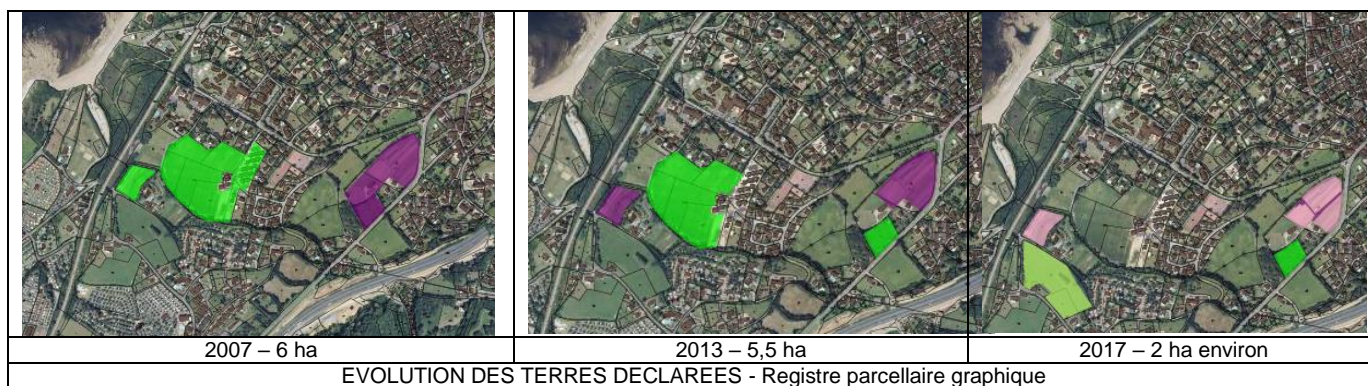 2007 – 6 ha
2013 – 5,5 ha
2017 – 2 ha environ
EVOLUTION DES TERRES DECLAREES - Registre parcellaire graphique